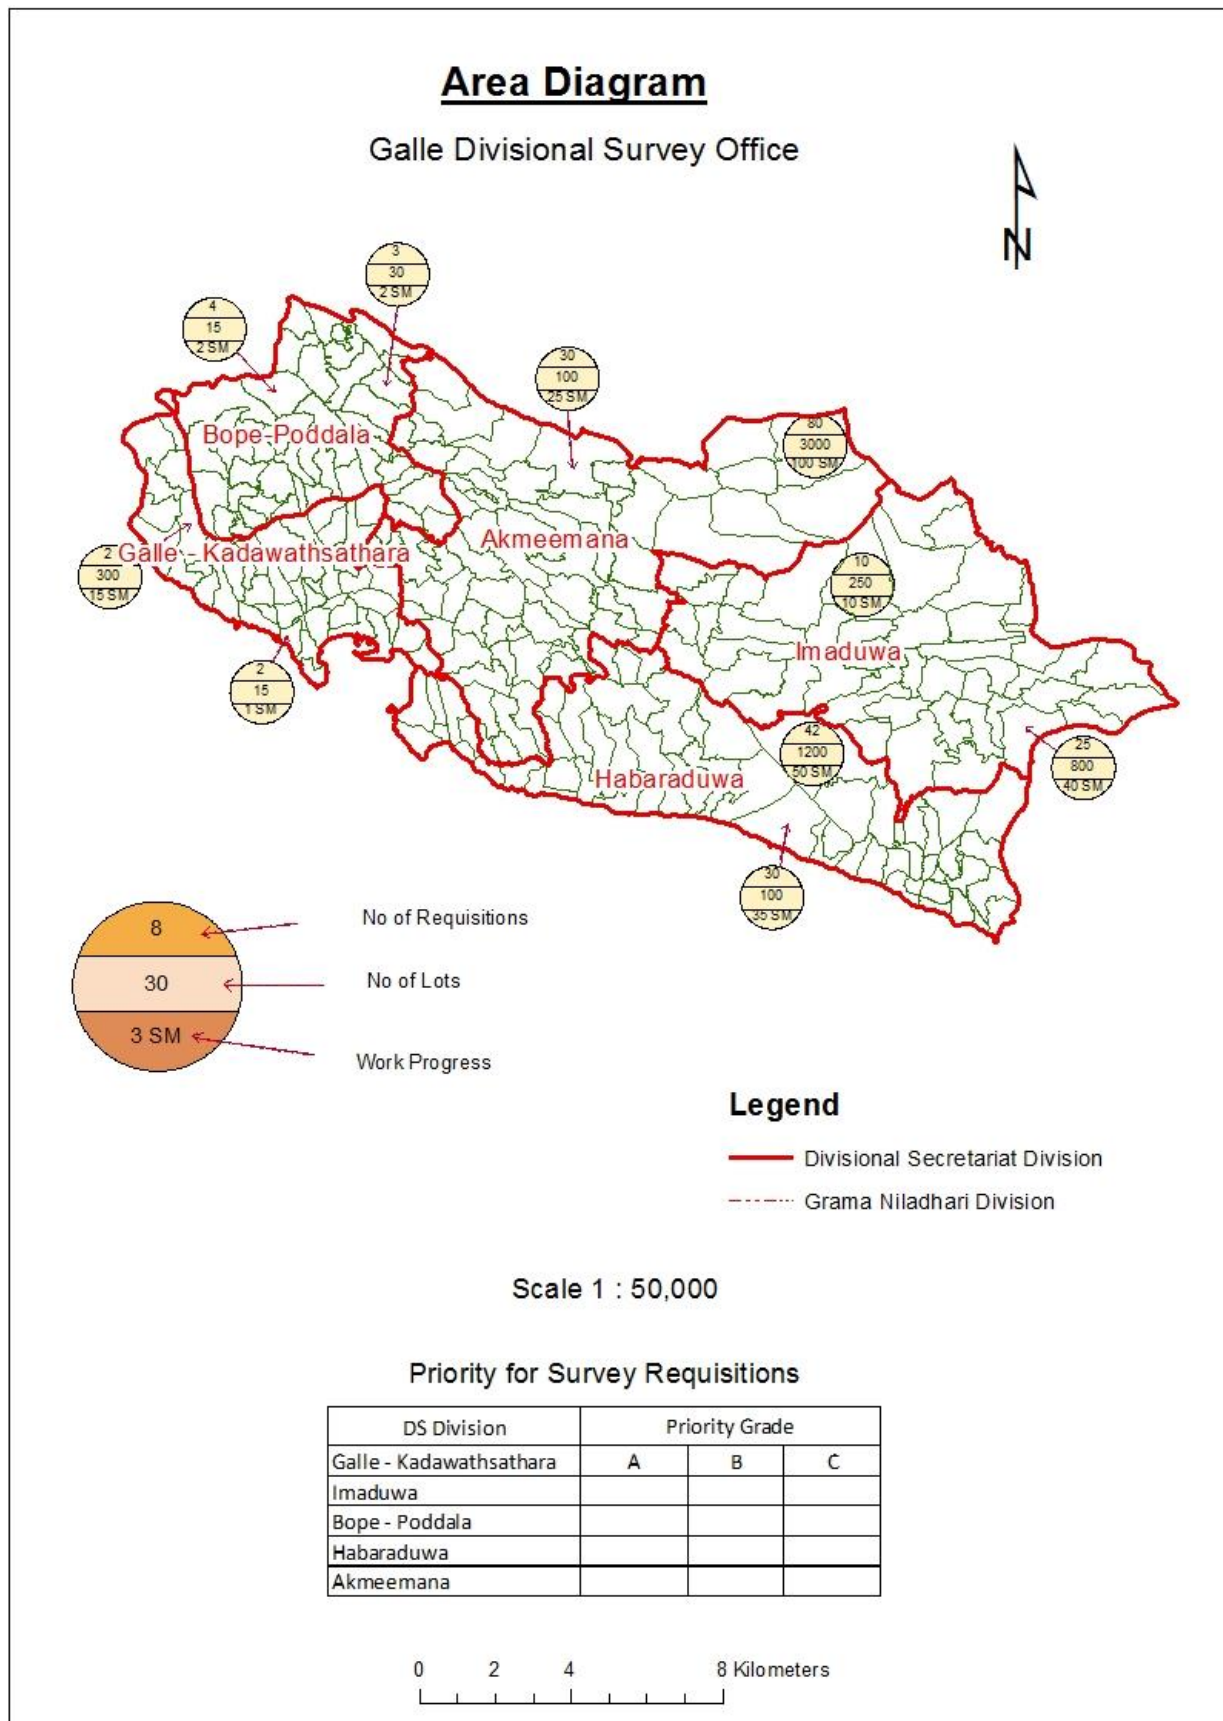 Area Diagram
Galle Divisional Survey Office
N
3
30
2 SM
4
15
2 SM
30
100
25 SM
80
3000
100 SM
Bope-Poddala
Akmeemana
Galle - Kadawathsathara
2
300
15 SM
10
250
10 SM
Imaduwa
2
15
1 SM
42
1200
50 SM
25
800
40 SM
Habaraduwa
30
100
35 SM
8
No of Requisitions
30
No of Lots
3 SM
Work Progress
Legend
Divisional Secretariat Division
Grama Niladhari Division
Scale 1 : 50,000
Priority for Survey Requisitions
DS Division Priority Grade
Galle - Kadawathsathara A B C
Imaduwa
Bope - Poddala
Habaraduwa
Akmeemana
0 2 4 8 Kilometers